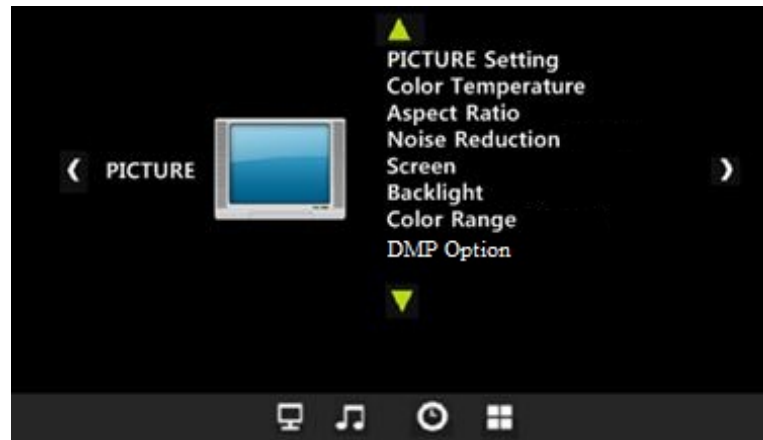 PICTURE
PICTURE Setting
Color Temperature
Aspect Ratio
Noise Reduction
Screen
Backlight
Color Range
DMP Option